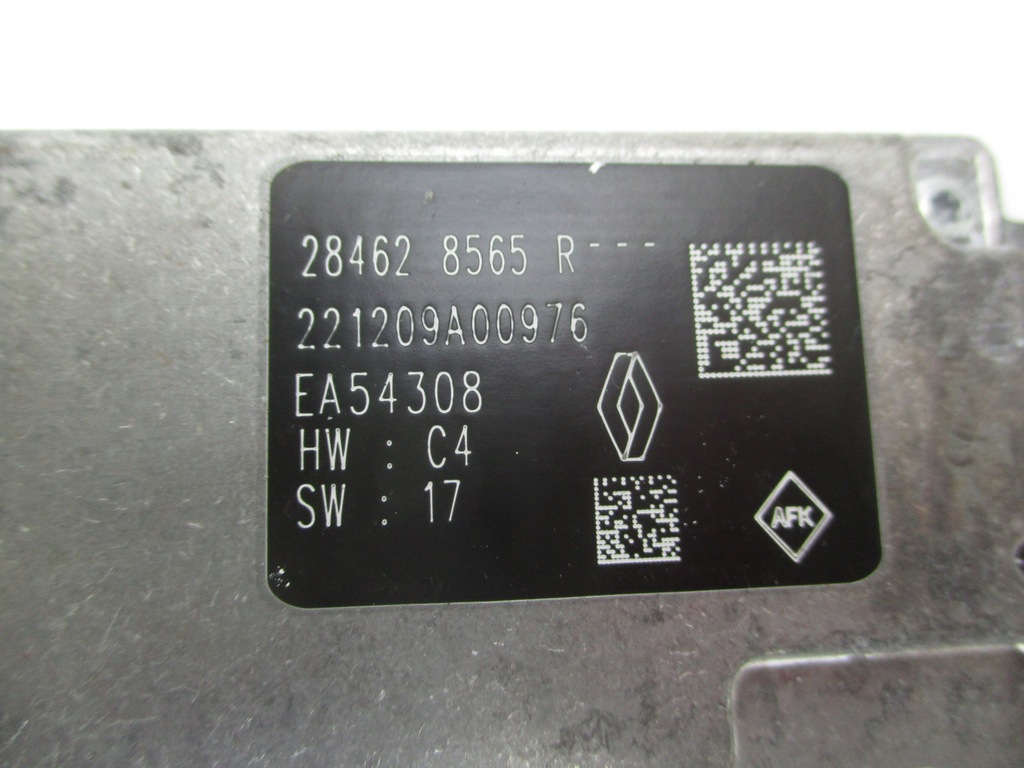 28462 8565 R---
221209A00976
EA54308
HW : C4
SW : 17
AFK